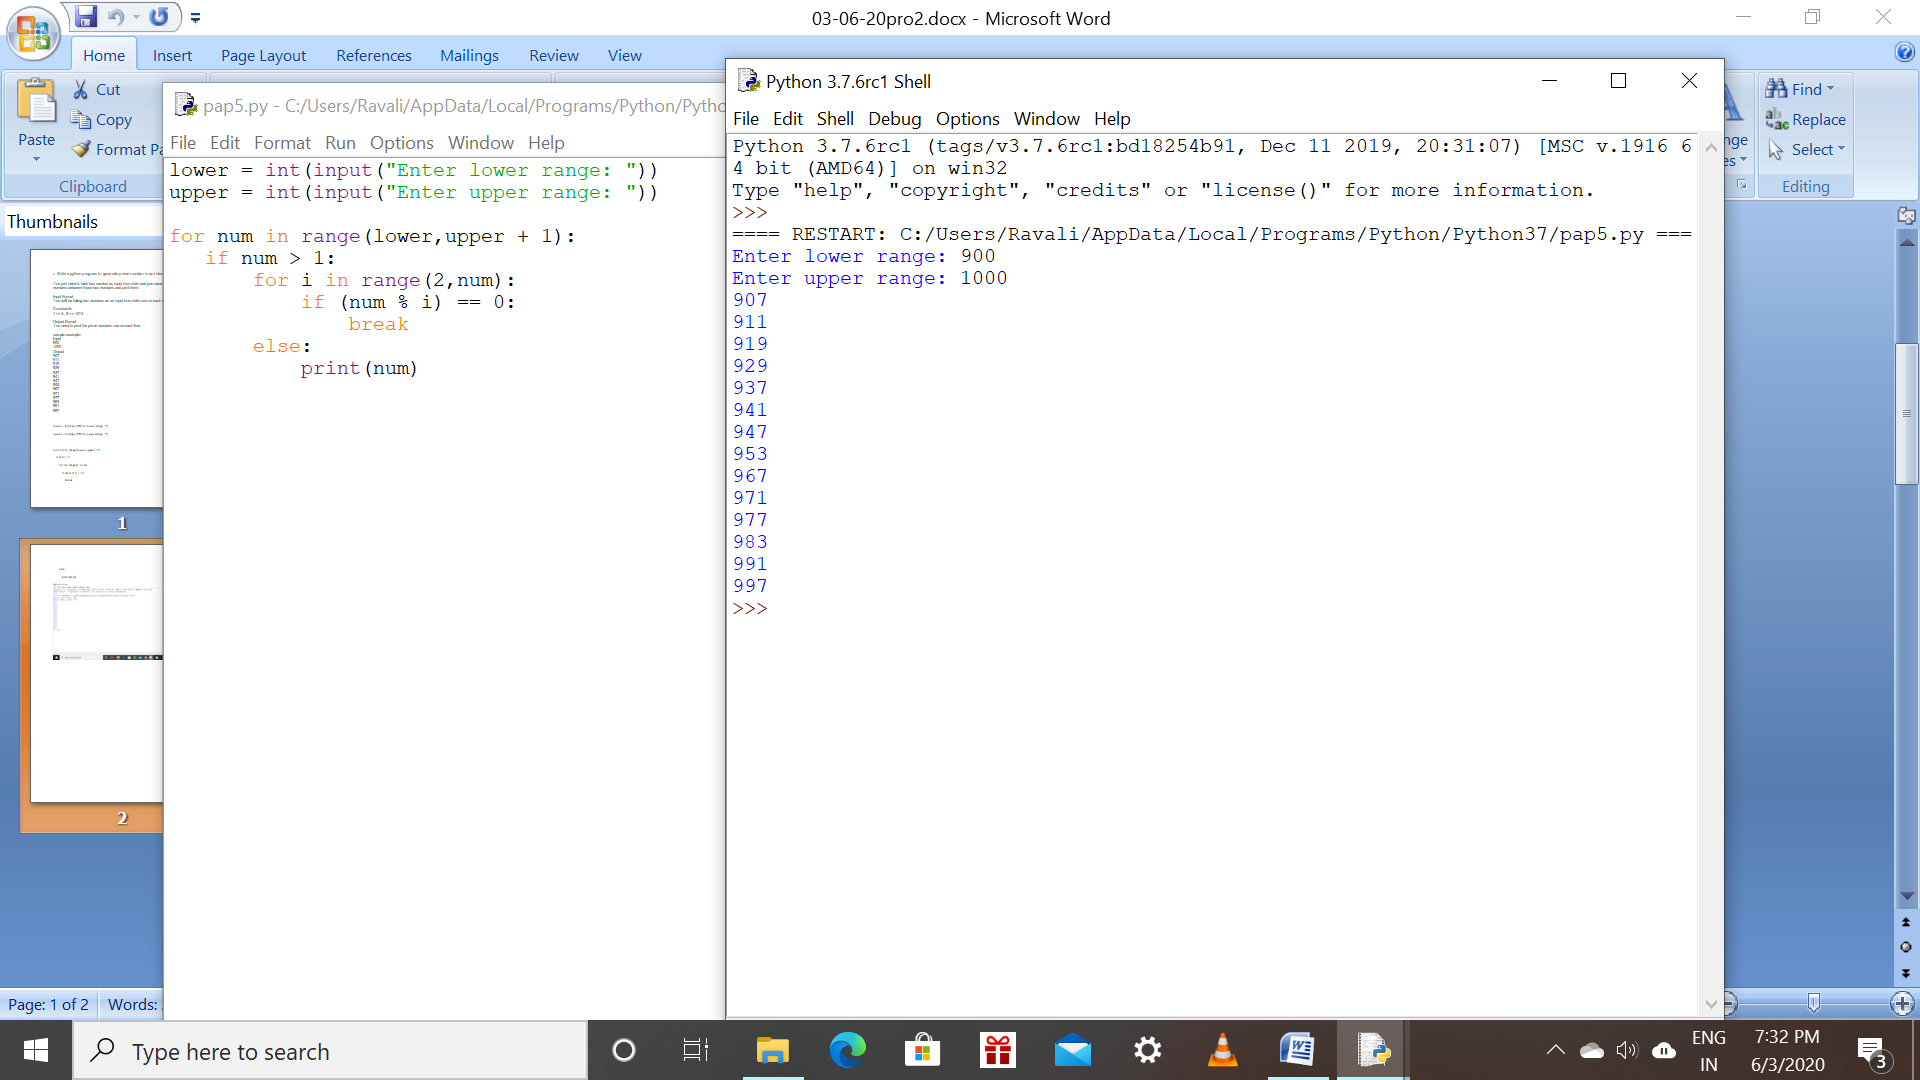 03-06-20pro2.docx - Microsoft Word
Home Insert Page Layout References Mailings Review View
Paste
Cut
Copy
Format Pa
Clipboard
Thumbnails
1
2
pap5.py - C:/Users/Ravali/AppData/Local/Programs/Python/Pytho
File Edit Format Run Options Window Help
lower = int(input("Enter lower range: "))
upper = int(input("Enter upper range: "))
for num in range(lower,upper + 1):
if num > 1:
for i in range(2,num):
if (num % i) == 0:
break
else:
print(num)
Python 3.7.6rc1 Shell
File Edit Shell Debug Options Window Help
Python 3.7.6rc1 (tags/v3.7.6rc1:bd18254b91, Dec 11 2019, 20:31:07) [MSC v.1916 6
4 bit (AMD64)] on win32
Type "help", "copyright", "credits" or "license()" for more information.
>>>
==== RESTART: C:/Users/Ravali/AppData/Local/Programs/Python/Python37/pap5.py ===
Enter lower range: 900
Enter upper range: 1000
907
911
919
929
937
941
947
953
967
971
977
983
991
997
>>>
Find
Replace
Select
Editing
nge
es
Page: 1 of 2 Words:
Type here to search
ENG
IN
7:32 PM
6/3/2020
3